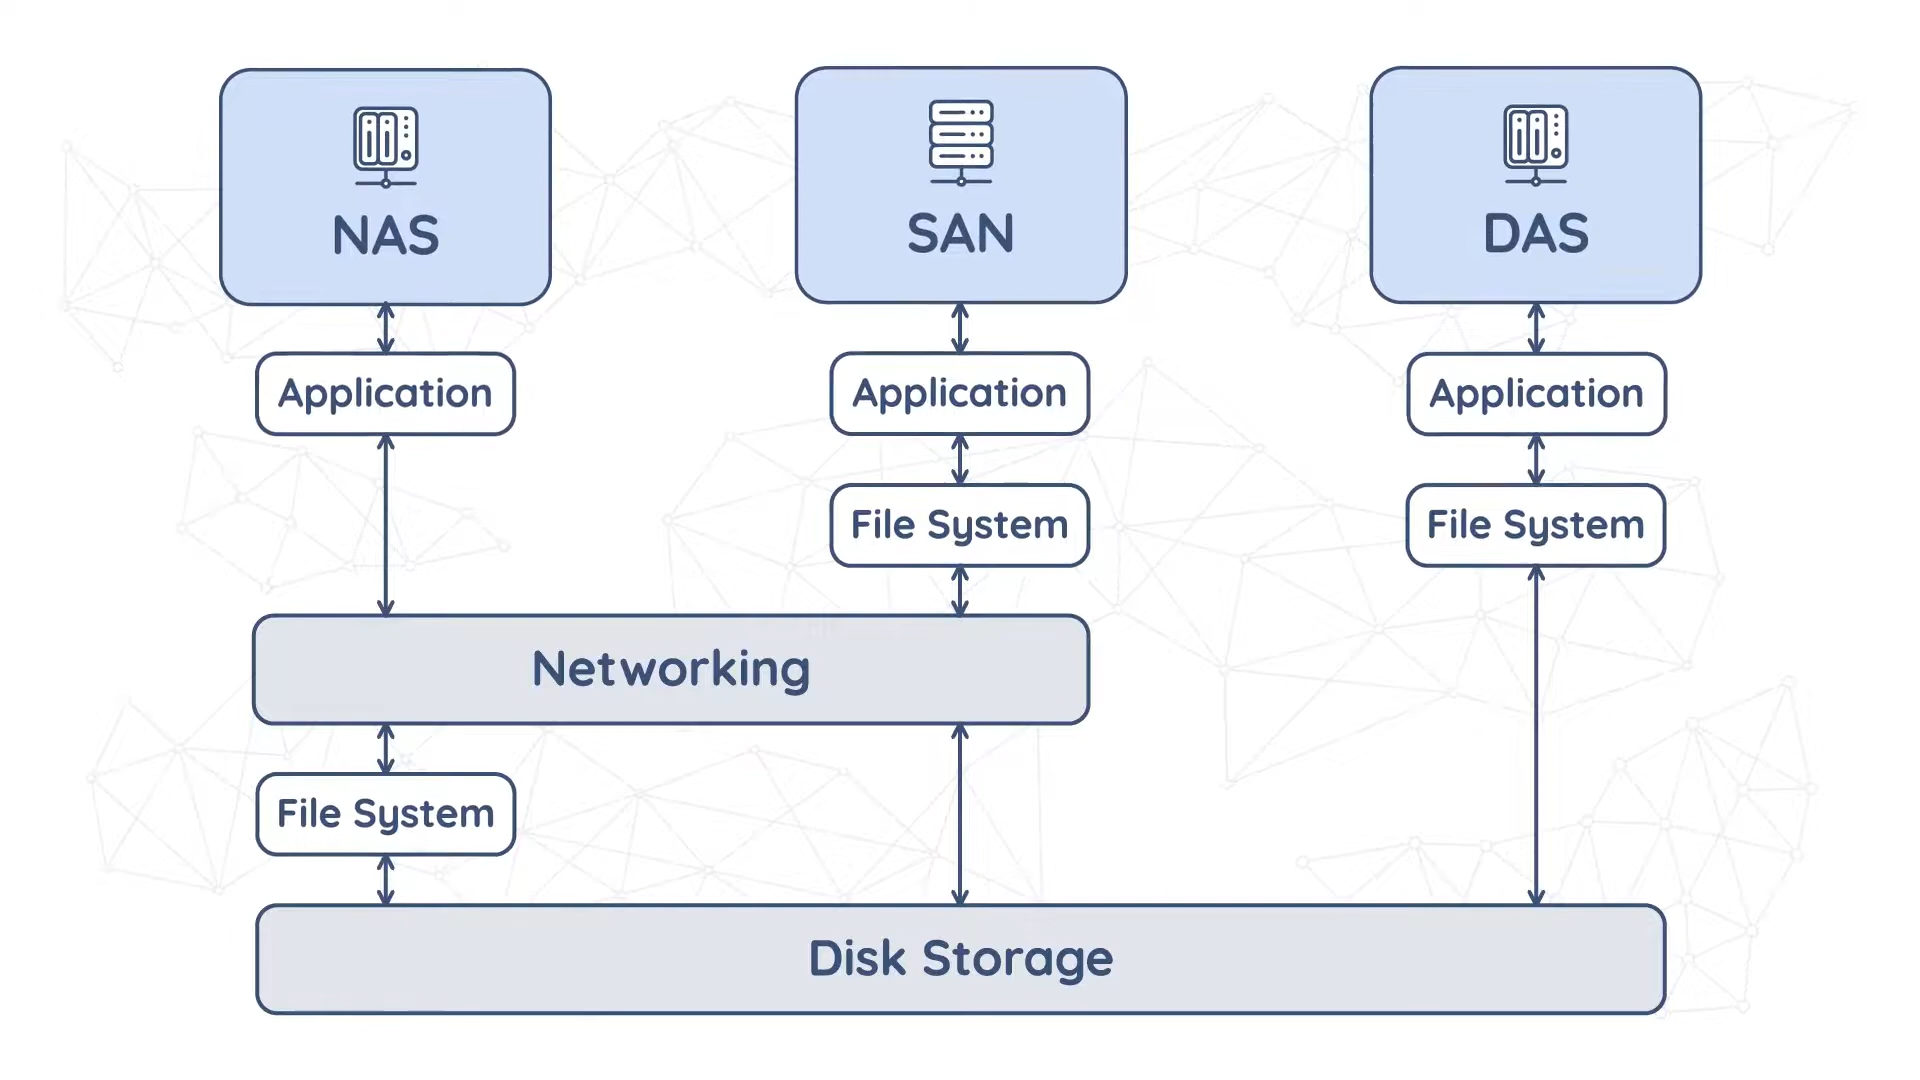 NAS
SAN
DAS
Application
Application
Application
File System
File System
Networking
File System
Disk Storage